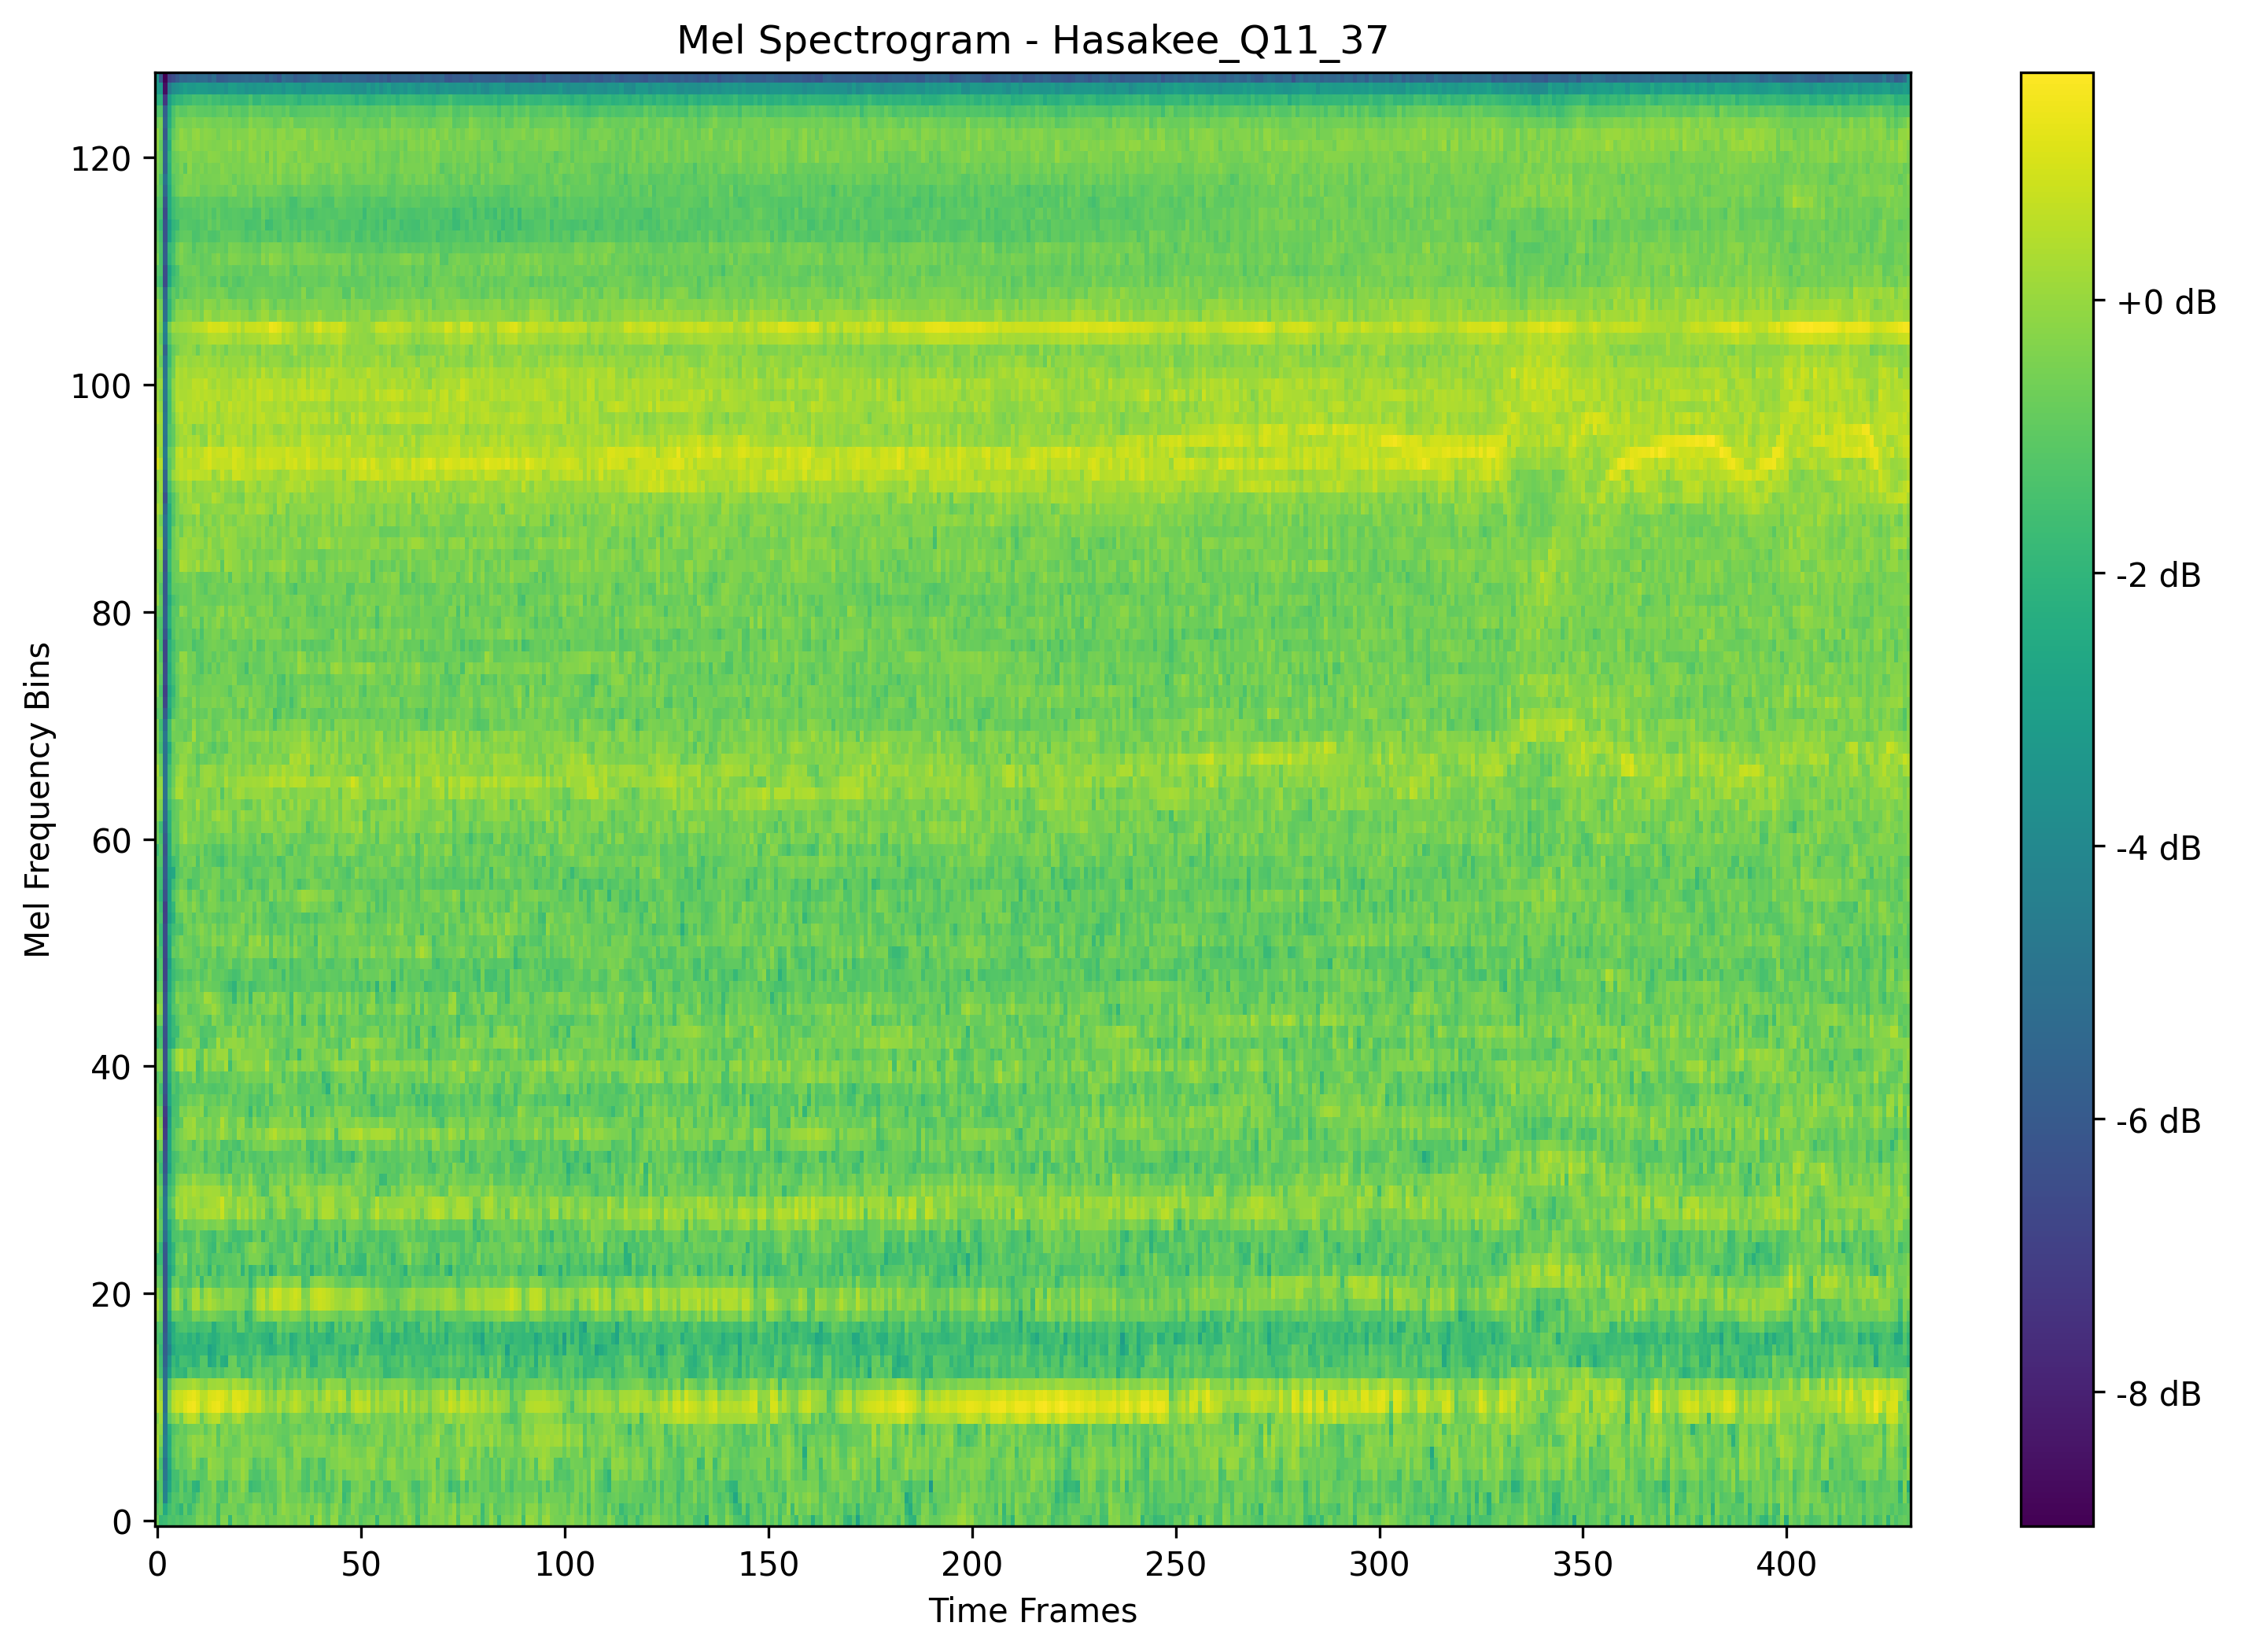 Mel Spectrogram - Hasakee_Q11_37
Mel Frequency Bins
120
100
80
60
40
20
0
0 50 100 150 200 250 300 350 400
Time Frames
+0 dB
-2 dB
-4 dB
-6 dB
-8 dB